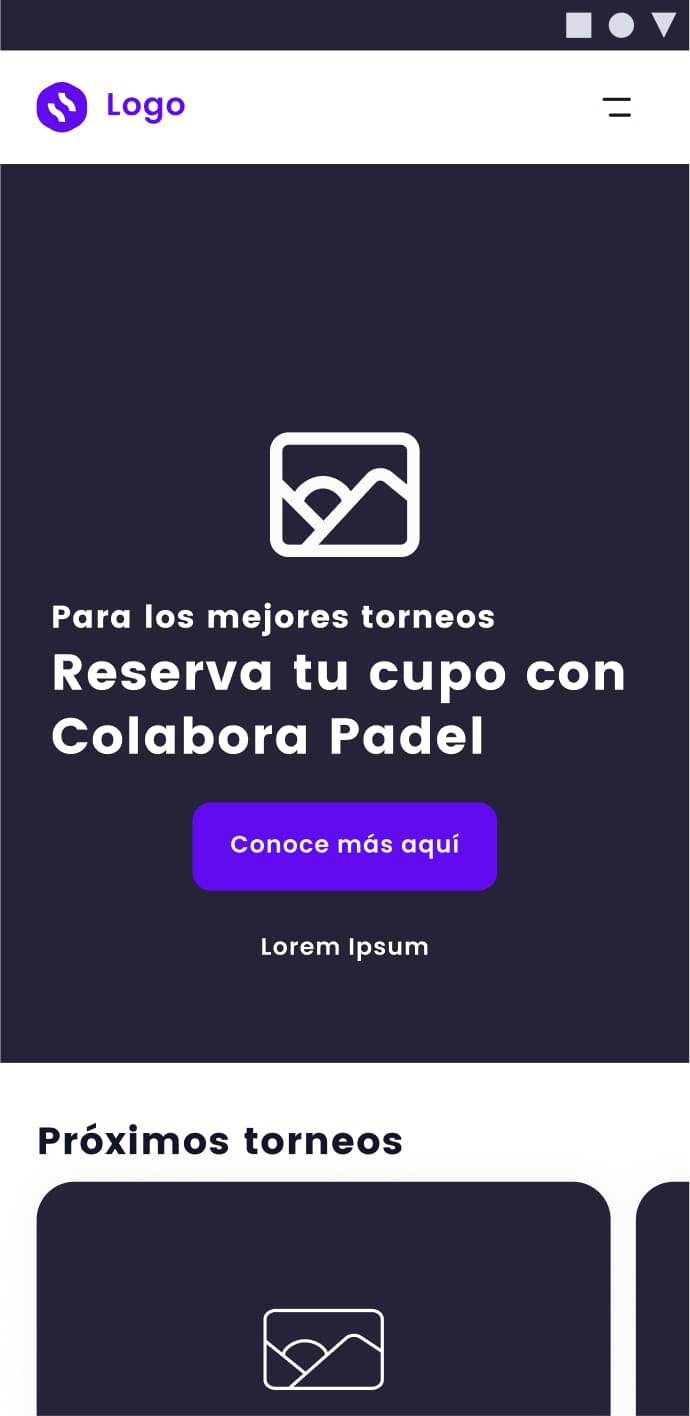 Logo
Para los mejores torneos
Reserva tu cupo con
Colabora Padel
Conoce más aquí
Lorem Ipsum
Próximos torneos